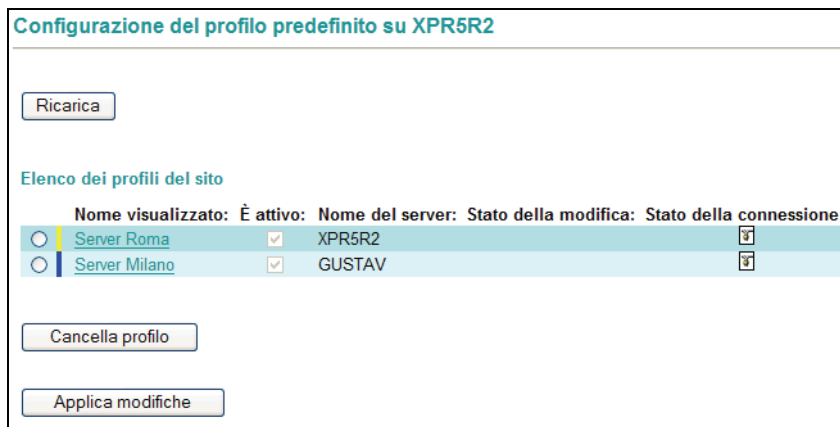 Configurazione del profilo predefinito su XPR5R2
Ricarica
Elenco dei profili del sito
Nome visualizzato: È attivo: Nome del server: Stato della modifica: Stato della connessione
Server Roma XPR5R2
Server Milano GUSTAV
Cancella profilo
Applica modifiche